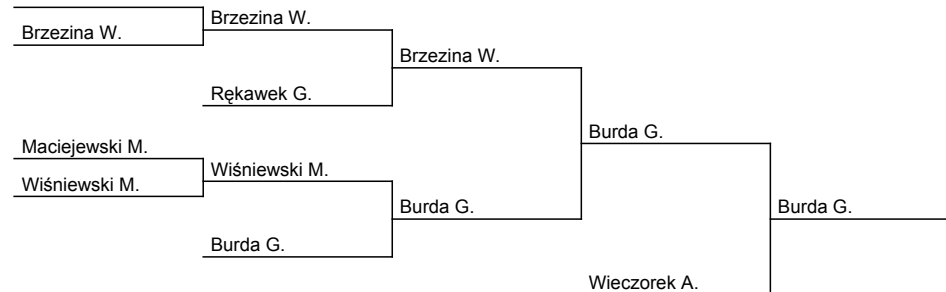 Brzezina W.
Brzezina W.
Brzezina W.
Rękawek G.
Burda G.
Maciejewski M.
Wiśniewski M.
Wiśniewski M.
Burda G.
Burda G.
Burda G.
Wieczorek A.